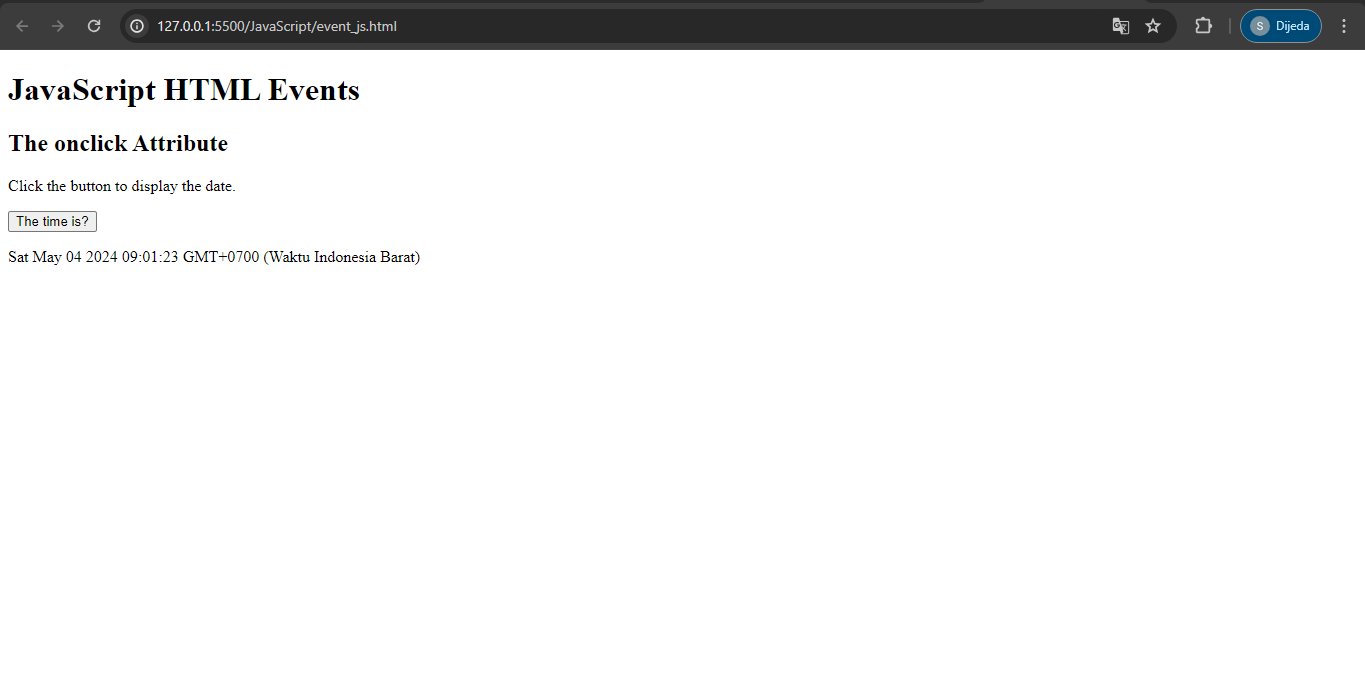 127.0.0.1:5500/JavaScript/event_js.html
S Dijeda
JavaScript HTML Events
The onclick Attribute
Click the button to display the date.
The time is?
Sat May 04 2024 09:01:23 GMT+0700 (Waktu Indonesia Barat)